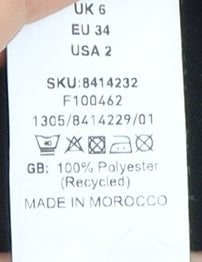 UK 6
EU 34
USA 2
SKU:8414232
F100462
1305/8414229/01
40
GB: 100% Polyester
(Recycled)
MADE IN MOROCCO